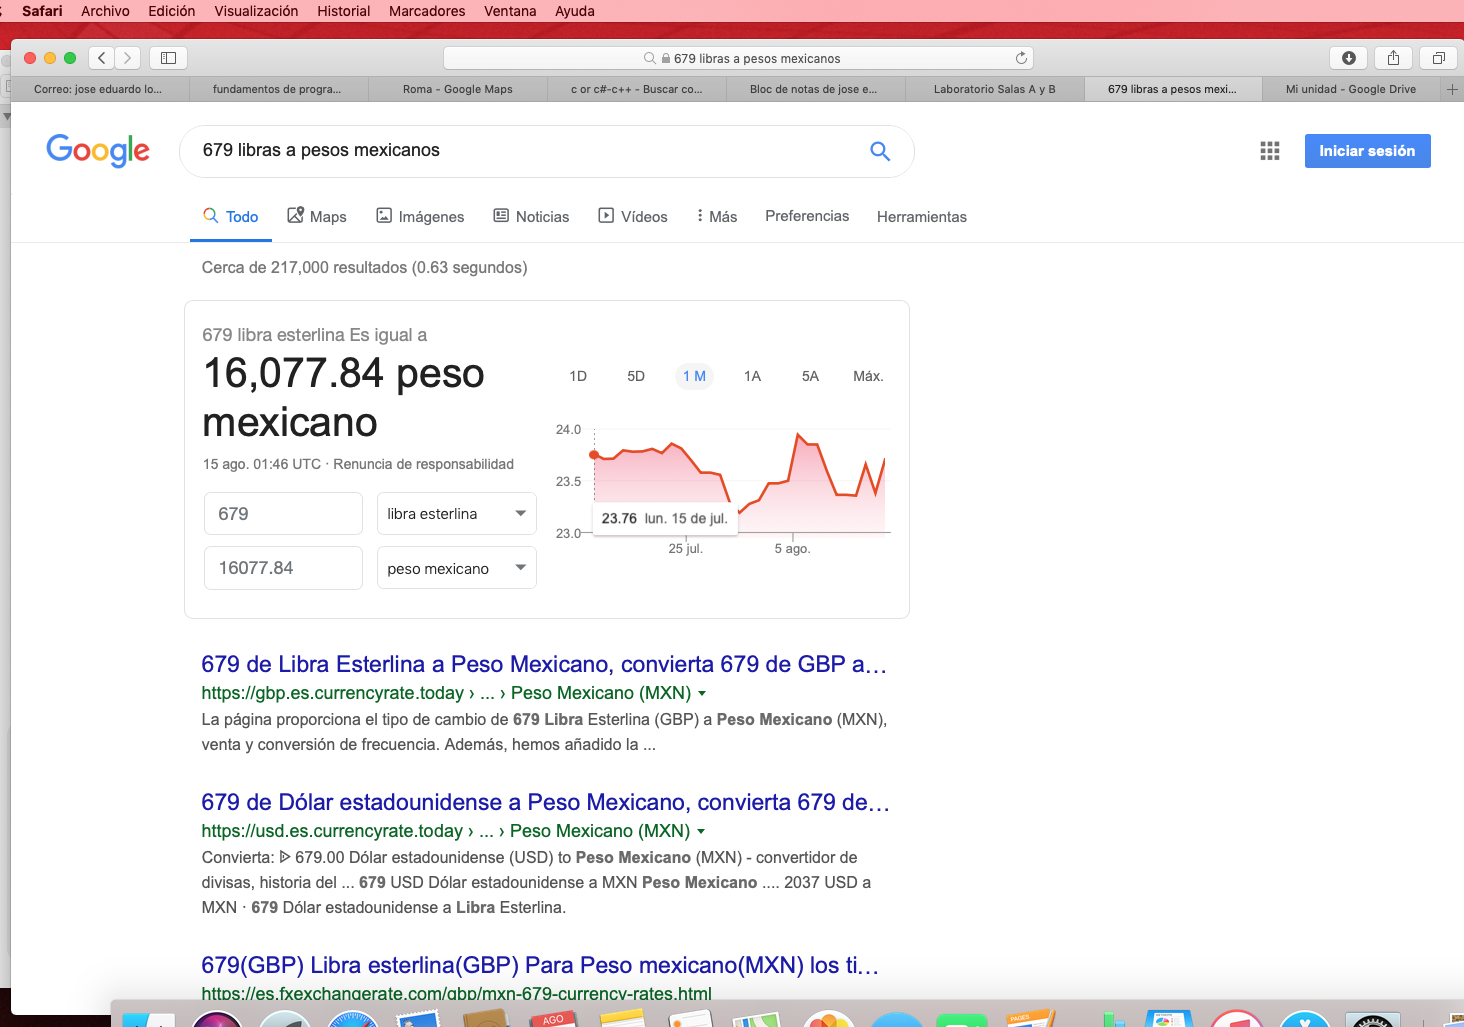 Safari Archivo Edición Visualización Historial Marcadores Ventana Ayuda
679 libras a pesos mexicanos
Correo: jose eduardo lo... fundamentos de progra... Roma - Google Maps c or c#-c++ - Buscar co... Bloc de notas de jose e... Laboratorio Salas A y B 679 libras a pesos mexi... Mi unidad - Google Drive
Google 679 libras a pesos mexicanos Iniciar sesión
Todo Maps Imágenes Noticias Vídeos Más Preferencias Herramientas
Cerca de 217,000 resultados (0.63 segundos)
679 libra esterlina Es igual a
16,077.84 peso
mexicano
15 ago. 01:46 UTC · Renuncia de responsabilidad
679 libra esterlina
16077.84 peso mexicano
1D 5D 1 M 1A 5A Máx.
24.0
23.5
23.76 lun. 15 de jul.
23.0
25 jul. 5 ago.
679 de Libra Esterlina a Peso Mexicano, convierta 679 de GBP a...
https://gbp.es.currencyrate.today › ... › Peso Mexicano (MXN)
La página proporciona el tipo de cambio de 679 Libra Esterlina (GBP) a Peso Mexicano (MXN),
venta y conversión de frecuencia. Además, hemos añadido la ...
679 de Dólar estadounidense a Peso Mexicano, convierta 679 de...
https://usd.es.currencyrate.today › ... › Peso Mexicano (MXN)
Convierta: 679.00 Dólar estadounidense (USD) to Peso Mexicano (MXN) - convertidor de
divisas, historia del ... 679 USD Dólar estadounidense a MXN Peso Mexicano .... 2037 USD a
MXN · 679 Dólar estadounidense a Libra Esterlina.
679(GBP) Libra esterlina(GBP) Para Peso mexicano(MXN) los ti...
https://es.fxexchangerate.com/gbp/mxn-679-currency-rates.html
AGO PAGES